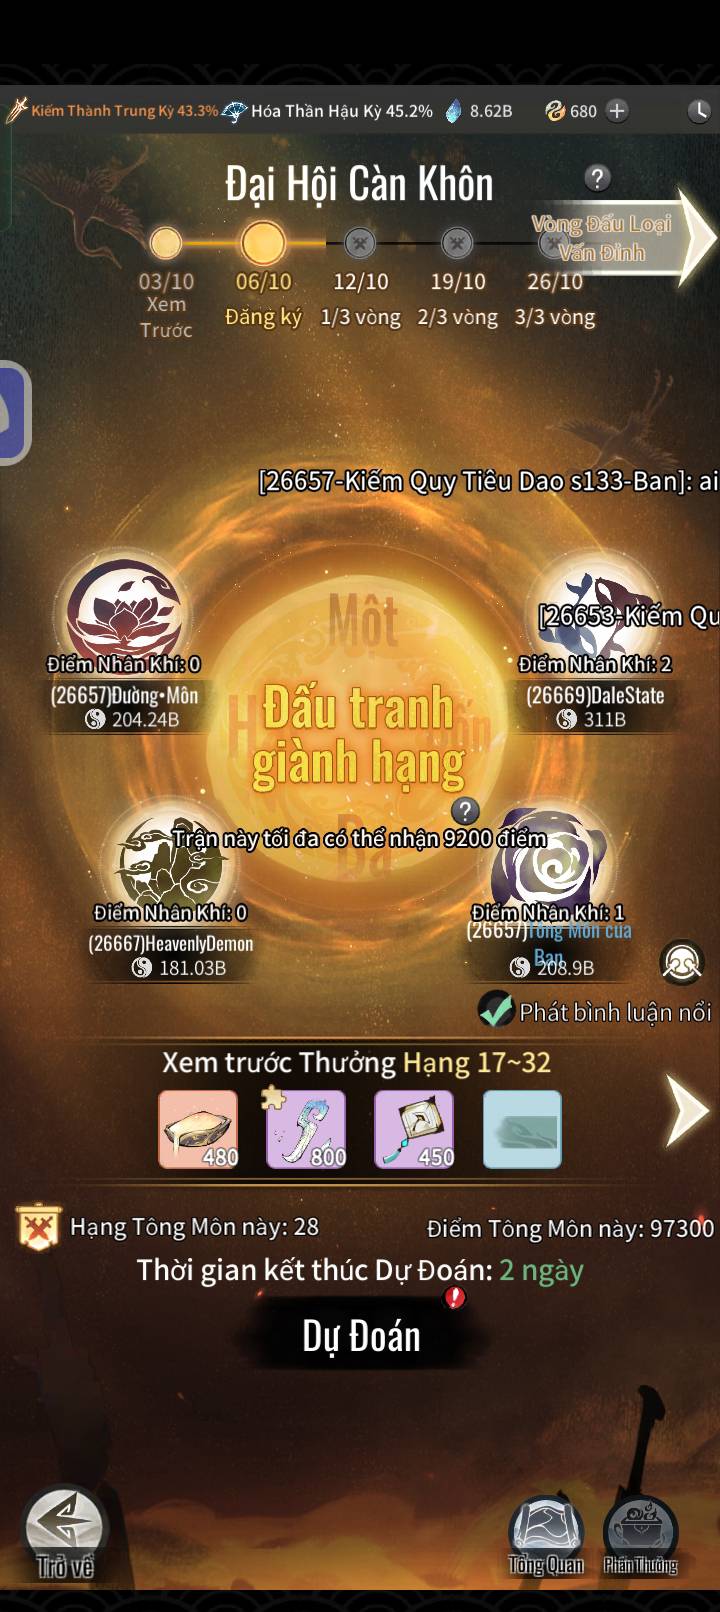 Kiếm Thành Trung Kỳ 43.3% Hóa Thần Hậu Kỳ 45.2% 8.62B 680
Đại Hội Càn Khôn
?
Vòng Đấu Loại
Vấn Đỉnh
03/10 06/10 12/10 19/10 26/10
Xem Trước Đăng ký 1/3 vòng 2/3 vòng 3/3 vòng
[26657-Kiếm Quy Tiêu Dao s133-Ban]: ai
[26653-Kiếm Qu
Một
Điểm Nhân Khí: 0
(26657)Đường•Môn
204.24B
Điểm Nhân Khí: 2
(26669)DaleState
311B
Đấu tranh
giành hạng
?
Trận này tối đa có thể nhận 9200 điểm
Điểm Nhân Khí: 0
(26667)HeavenlyDemon
181.03B
Điểm Nhân Khí: 1
(26657)Tông Môn của
Bạn
208.9B
Phát bình luận nổi
Xem trước Thưởng Hạng 17~32
480 800 450
Hạng Tông Môn này: 28
Điểm Tông Môn này: 97300
Thời gian kết thúc Dự Đoán: 2 ngày
Dự Đoán
Trở về
Tổng Quan
Phần Thưởng